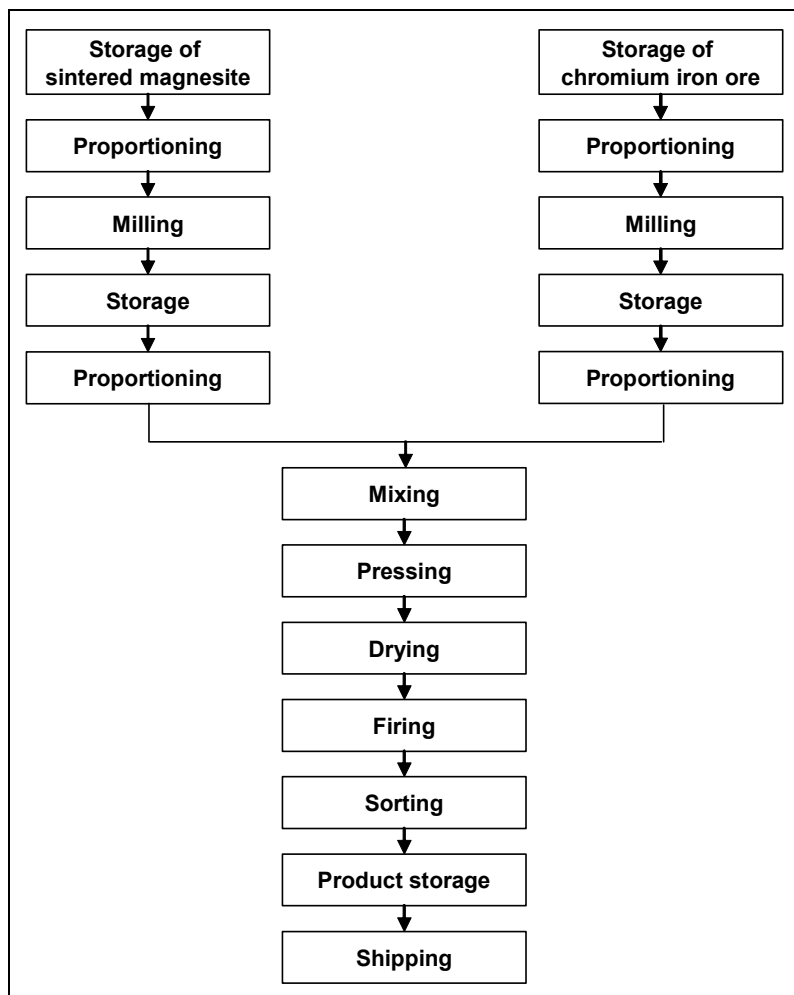 Storage of
sintered magnesite
Proportioning
Milling
Storage
Proportioning
Storage of
chromium iron ore
Proportioning
Milling
Storage
Proportioning
Mixing
Pressing
Drying
Firing
Sorting
Product storage
Shipping